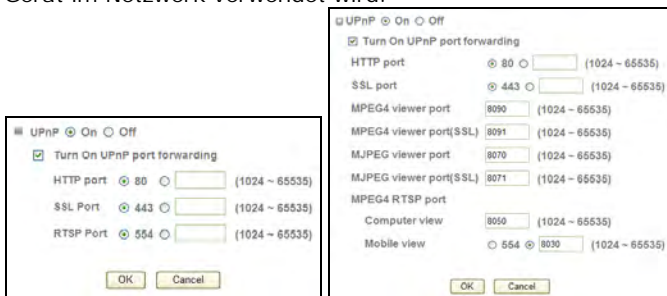 Gerät im Netzwerk verwendet wird.
UPnP On Off
Turn On UPnP port forwarding
HTTP port 80 (1024 ~ 65535)
SSL Port 443 (1024 ~ 65535)
RTSP Port 554 (1024 ~ 65535)
OK Cancel
UPnP On Off
Turn On UPnP port forwarding
HTTP port 80 (1024 ~ 65535)
SSL port 443 (1024 ~ 65535)
MPEG4 viewer port 8090 (1024 ~ 65535)
MPEG4 viewer port(SSL) 8091 (1024 ~ 65535)
MJPEG viewer port 8070 (1024 ~ 65535)
MJPEG viewer port(SSL) 8071 (1024 ~ 65535)
MPEG4 RTSP port
Computer view 8050 (1024 ~ 65535)
Mobile view 554 8030 (1024 ~ 65535)
OK Cancel